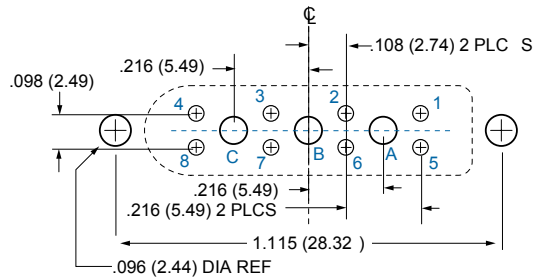 ℄
.108 (2.74) 2 PLC S
.216 (5.49)
.098 (2.49)
4 3 2 1
C B A
8 7 6 5
.216 (5.49)
.216 (5.49) 2 PLCS
1.115 (28.32 )
.096 (2.44) DIA REF